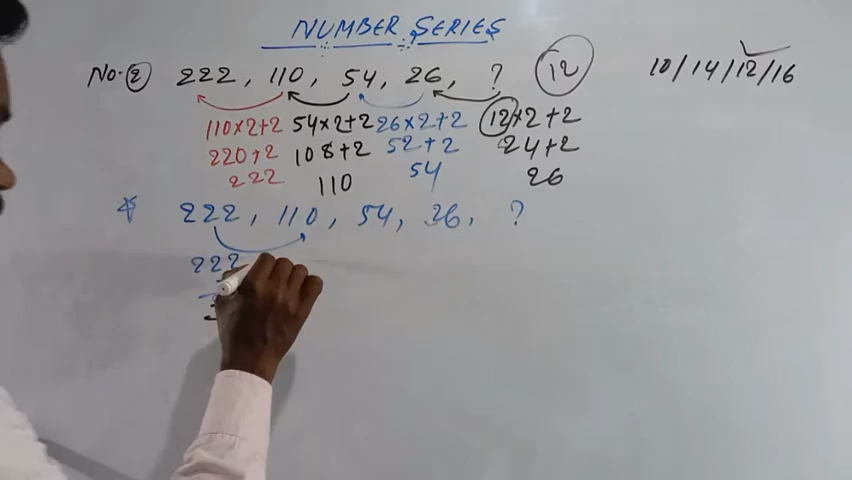 NUMBER SERIES
No. 2 222, 110, 54, 26, ? 12 10/14/12/16
110×2+2 54×2+2 26×2+2 12×2+2
220+2 108+2 52+2 24+2
222 110 54 26
222, 110, 54, 26, ?
222